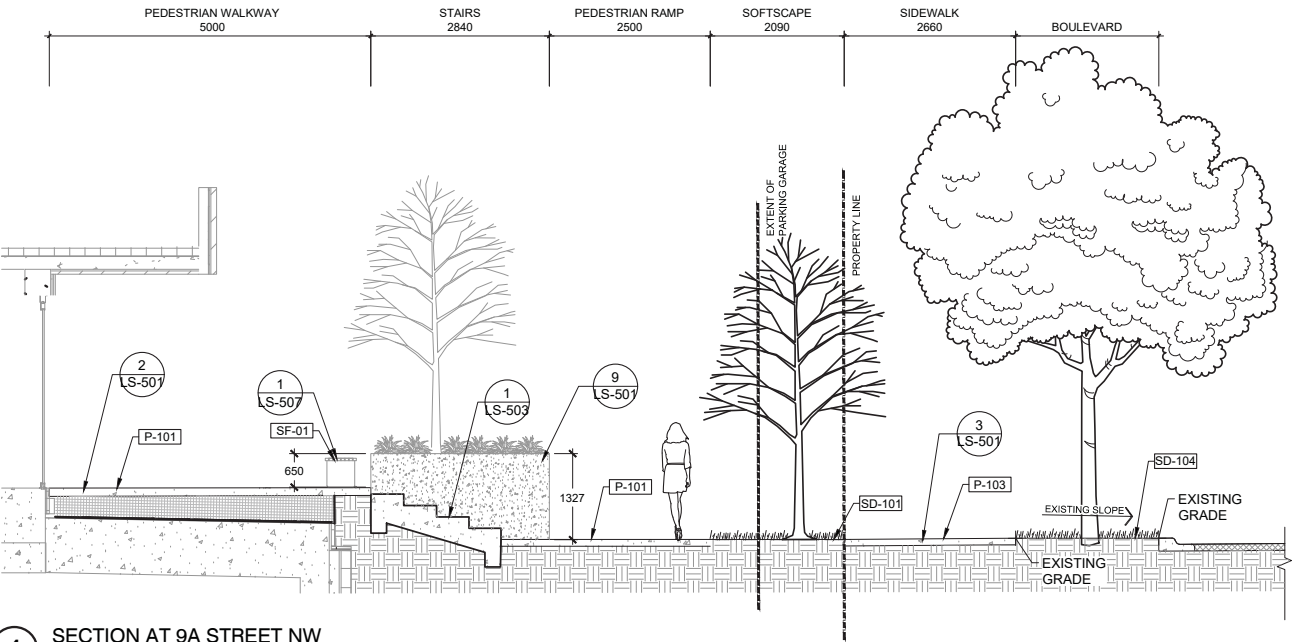 PEDESTRIAN WALKWAY
5000
STAIRS
2840
PEDESTRIAN RAMP
2500
SOFTSCAPE
2090
SIDEWALK
2660
BOULEVARD
EXTENT OF
PARKING GARAGE
PROPERTY LINE
2
LS-501
1
LS-507
1
LS-503
9
LS-501
3
LS-501
P-101
SF-01
650
1327
P-101
SD-101
P-103
SD-104
EXISTING SLOPE
EXISTING
GRADE
EXISTING
GRADE
SECTION AT 9A STREET NW